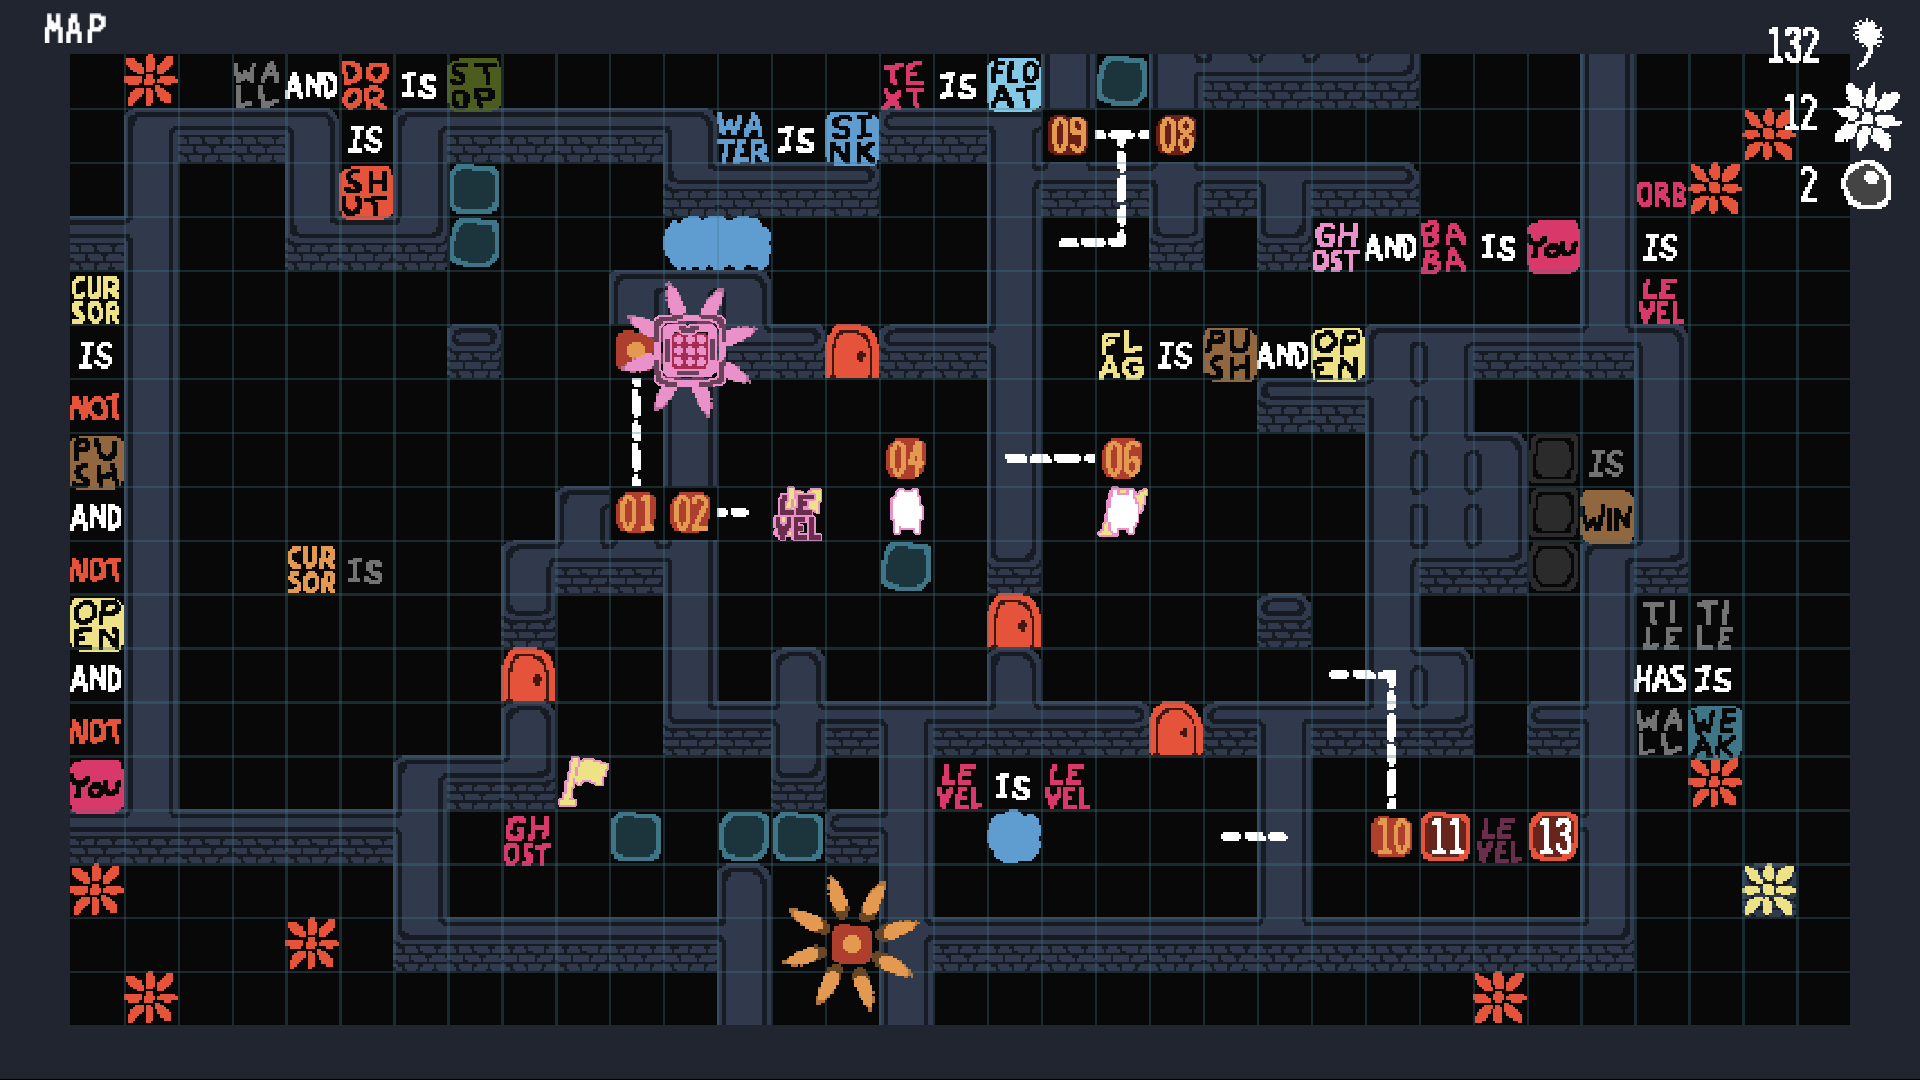 MAP
132
WALL AND DOOR IS STOP
TEXT IS FLOAT
12
IS
WATER IS SINK
09
08
SHUT
ORB
2
GHOST AND BABA IS YOU
IS
CURSOR
LEVEL
IS
FLAG IS PUSH AND OPEN
NOT
PUSH
04
06
IS
AND
01
02
LEVEL
WIN
NOT
CURSOR IS
OPEN
TILE TILE
AND
HAS IS
NOT
WALL WEAK
YOU
LEVEL IS LEVEL
GHOST
10
11
LEVEL
13